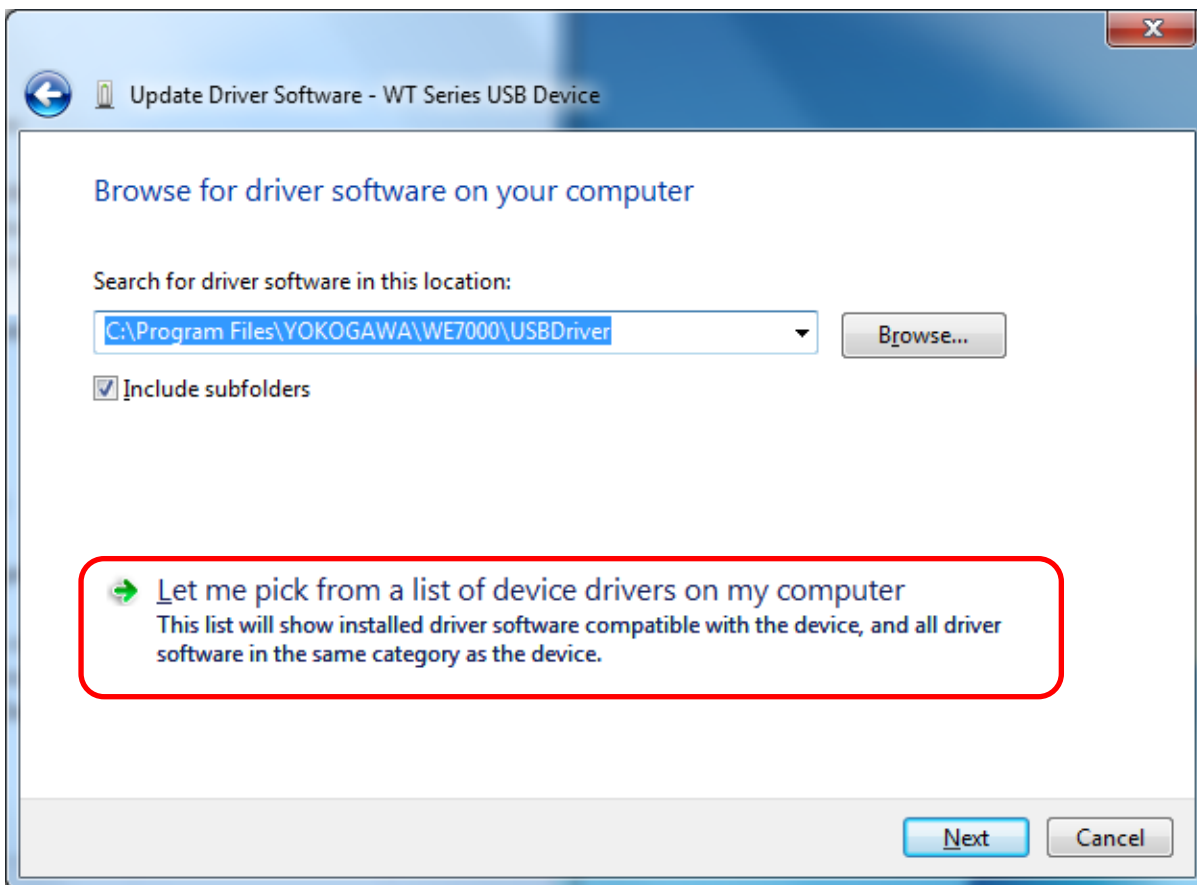 Update Driver Software - WT Series USB Device
Browse for driver software on your computer
Search for driver software in this location:
C:\Program Files\YOKOGAWA\WE7000\USBDriver
Browse...
Include subfolders
Let me pick from a list of device drivers on my computer
This list will show installed driver software compatible with the device, and all driver
software in the same category as the device.
Next
Cancel